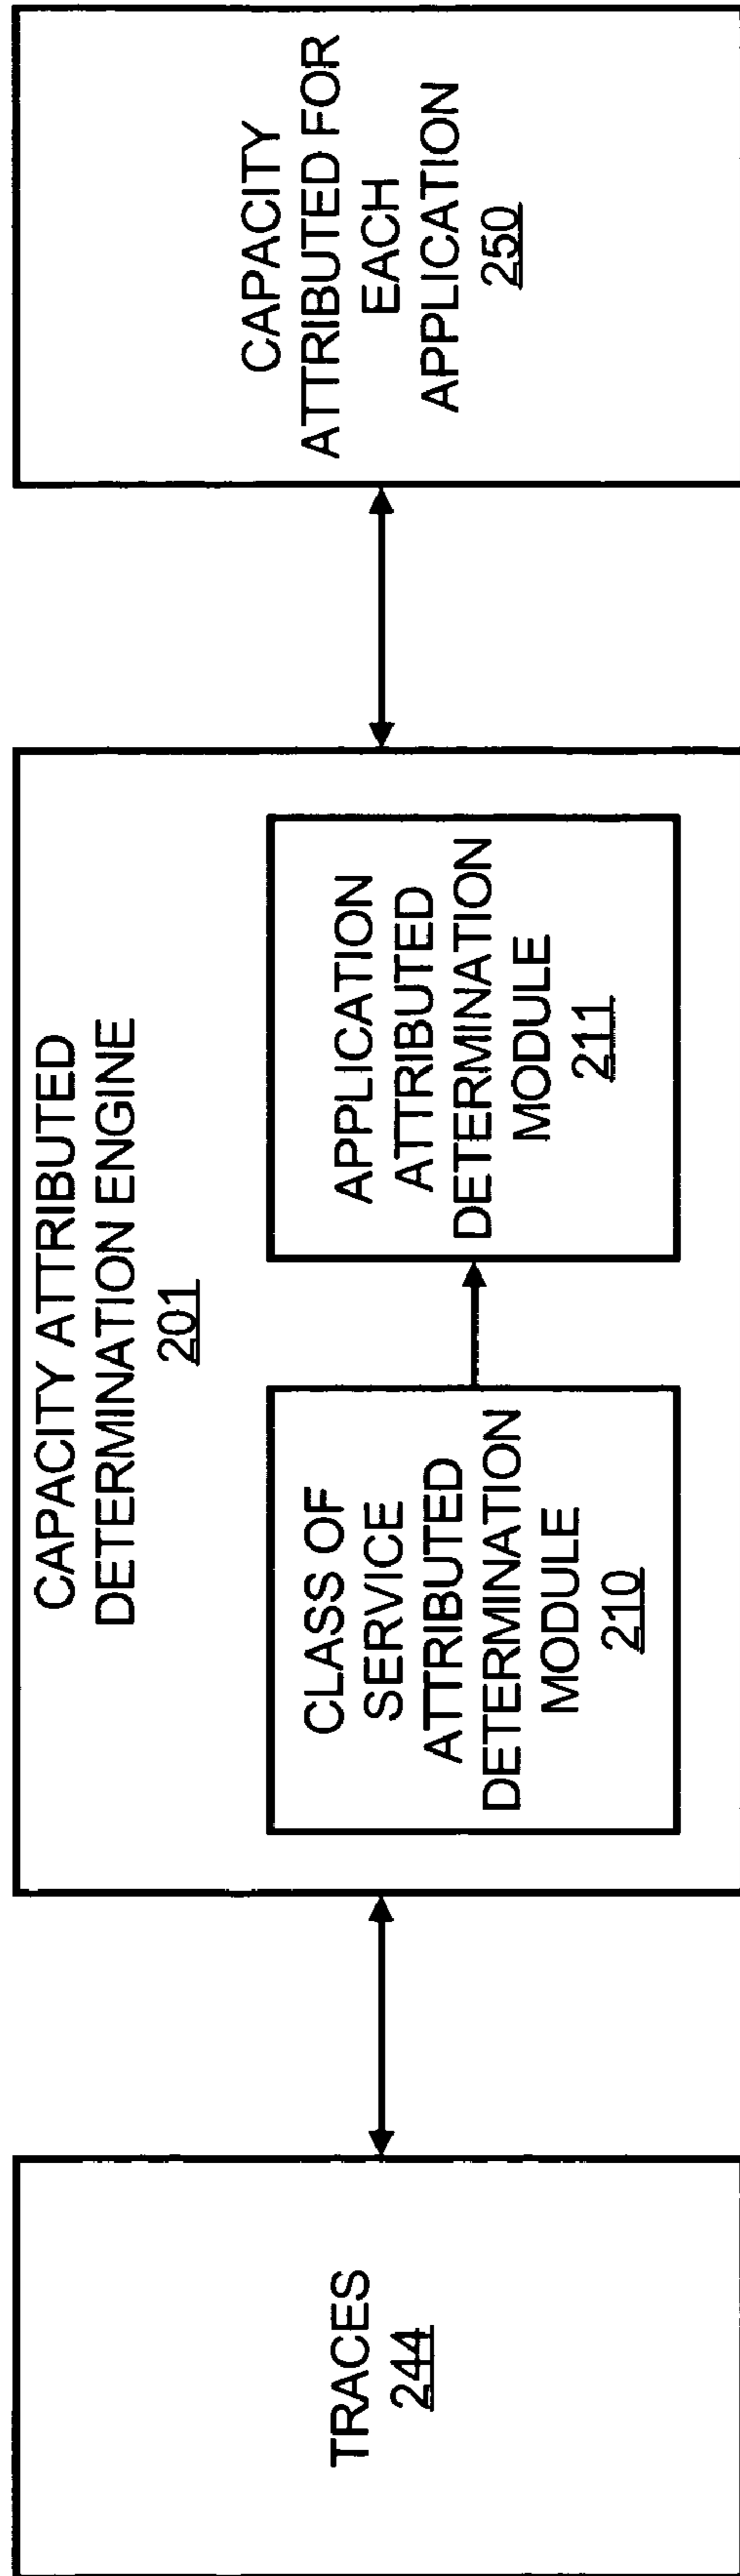 TRACES
244
CAPACITY ATTRIBUTED
DETERMINATION ENGINE
201
CLASS OF
SERVICE
ATTRIBUTED
DETERMINATION
MODULE
210
APPLICATION
ATTRIBUTED
DETERMINATION
MODULE
211
CAPACITY
ATTRIBUTED FOR
EACH
APPLICATION
250